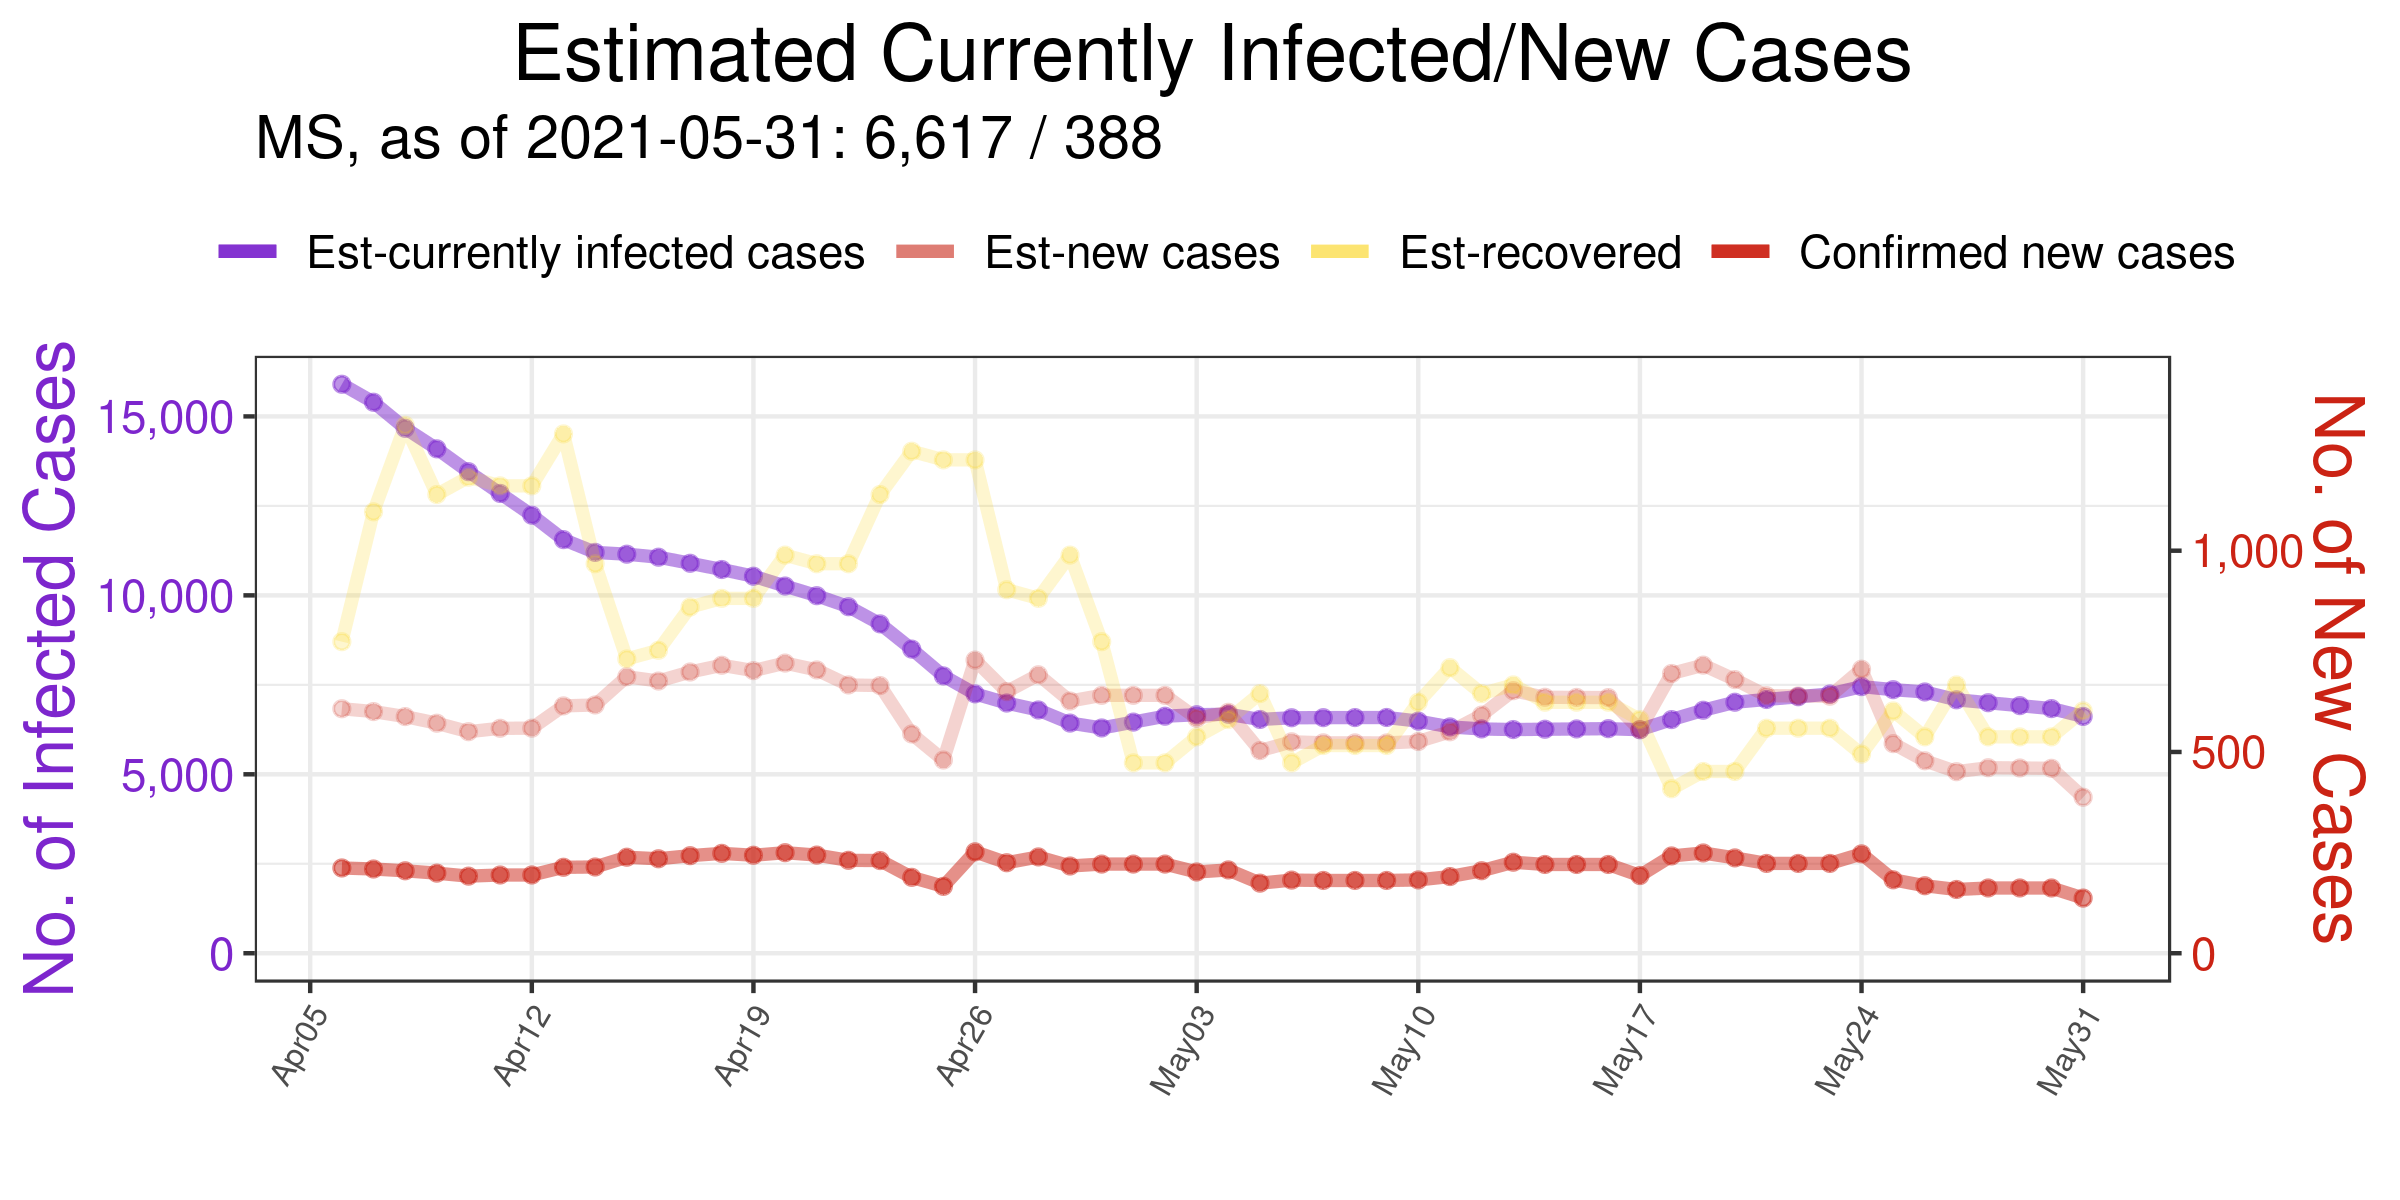 Estimated Currently Infected/New Cases
MS, as of 2021-05-31: 6,617 / 388
Est-currently infected cases Est-new cases Est-recovered Confirmed new cases
No. of Infected Cases
15,000
10,000
5,000
0
No. of New Cases
1,000
500
0
Apr05 Apr12 Apr19 Apr26 May03 May10 May17 May24 May31